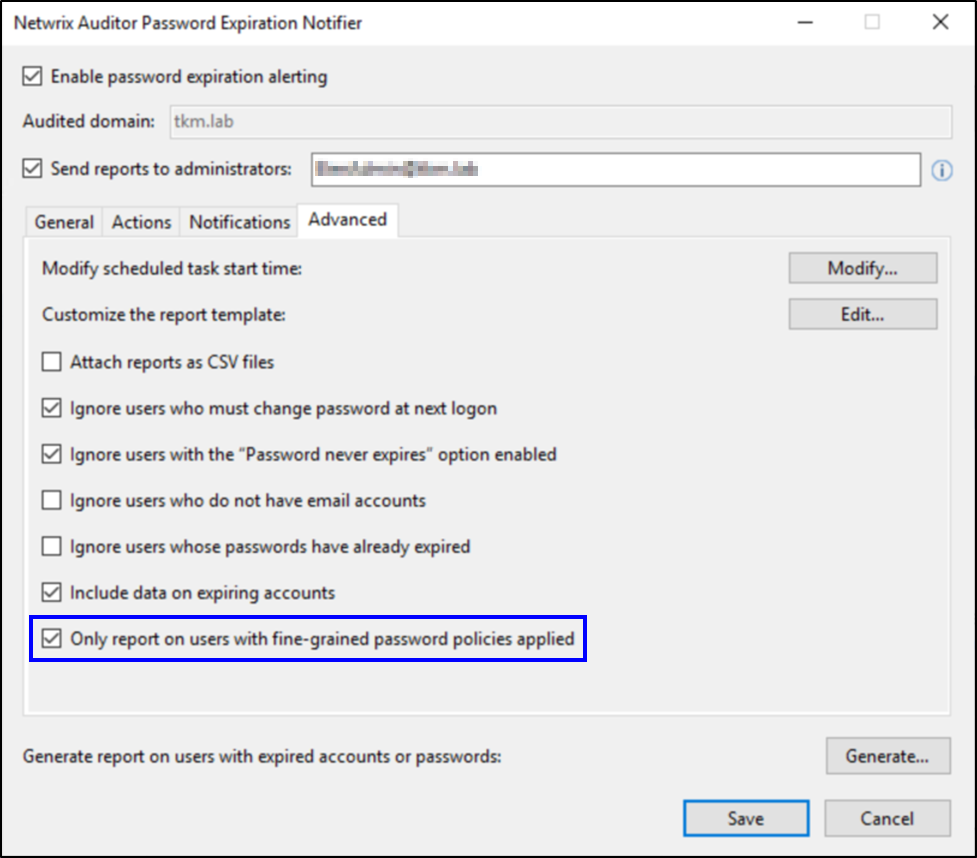 Netwrix Auditor Password Expiration Notifier
Enable password expiration alerting
Audited domain: tkm.lab
Send reports to administrators:
General Actions Notifications Advanced
Modify scheduled task start time: Modify...
Customize the report template: Edit...
Attach reports as CSV files
Ignore users who must change password at next logon
Ignore users with the “Password never expires” option enabled
Ignore users who do not have email accounts
Ignore users whose passwords have already expired
Include data on expiring accounts
Only report on users with fine-grained password policies applied
Generate report on users with expired accounts or passwords: Generate...
Save Cancel